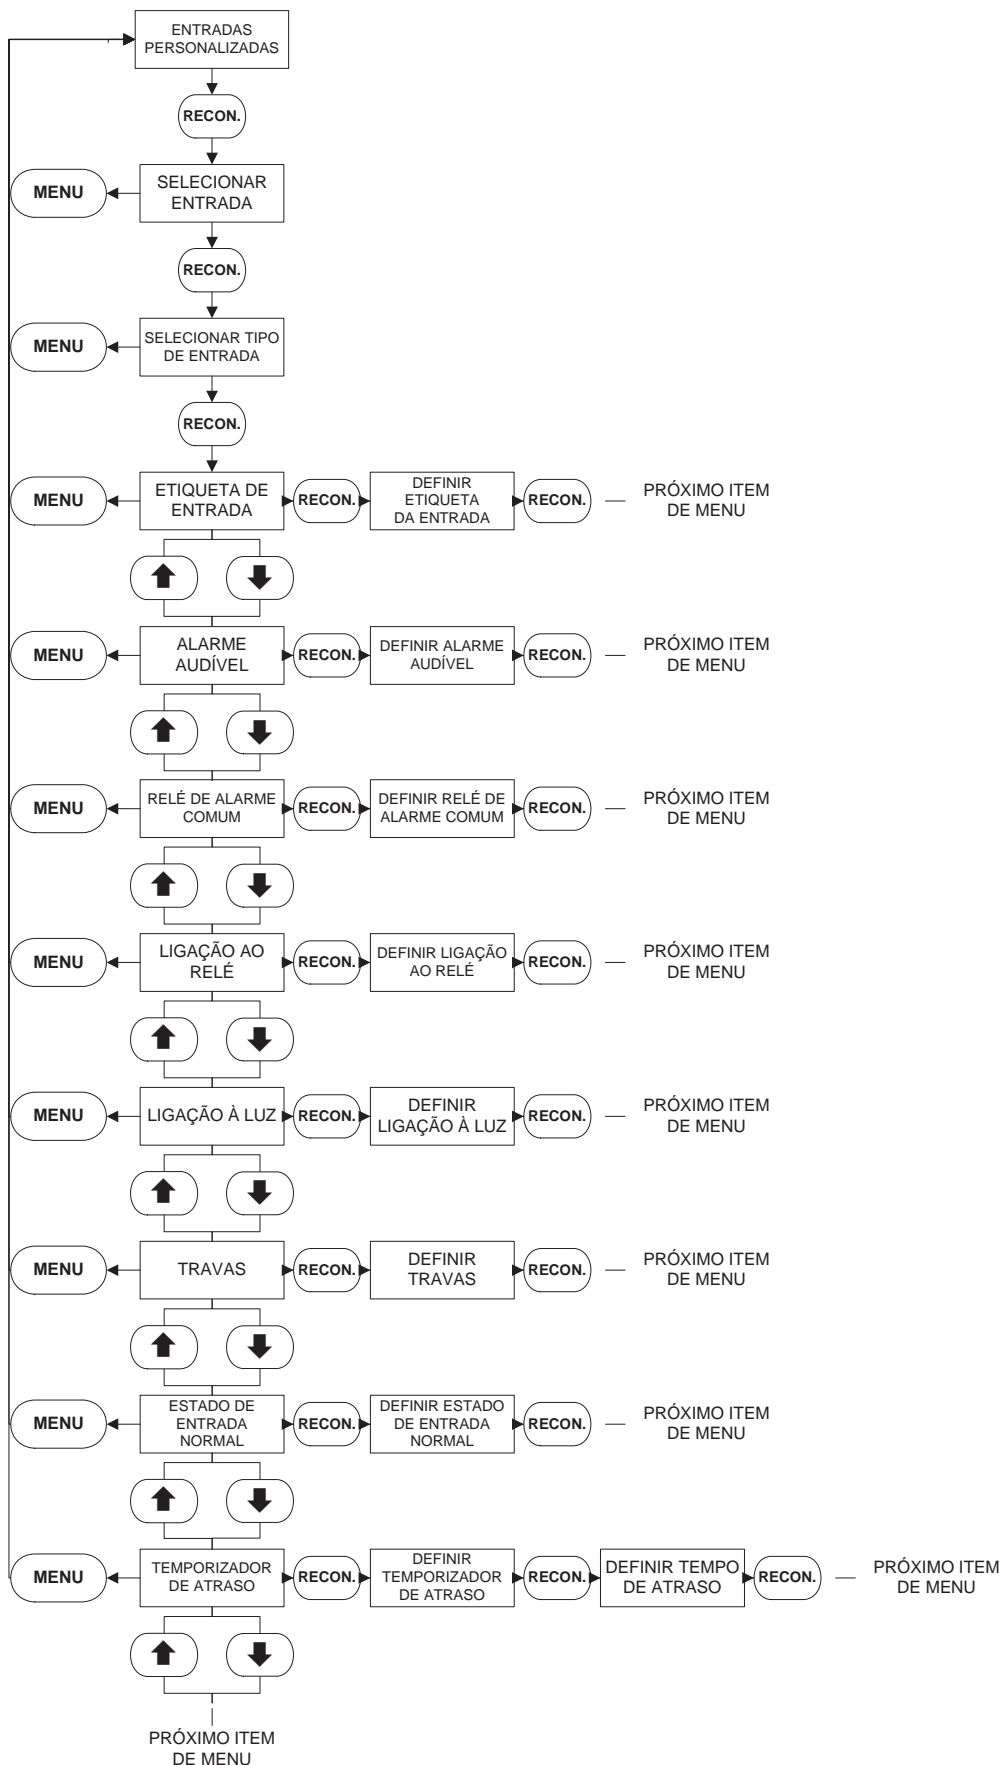 ENTRADAS
PERSONALIZADAS
RECON.
MENU
SELECIONAR
ENTRADA
RECON.
MENU
SELECIONAR TIPO
DE ENTRADA
RECON.
MENU
ETIQUETA DE
ENTRADA
RECON.
DEFINIR
ETIQUETA
DA ENTRADA
RECON.
PRÓXIMO ITEM
DE MENU
MENU
ALARME
AUDÍVEL
RECON.
DEFINIR ALARME
AUDÍVEL
RECON.
PRÓXIMO ITEM
DE MENU
MENU
RELÉ DE ALARME
COMUM
RECON.
DEFINIR RELÉ DE
ALARME COMUM
RECON.
PRÓXIMO ITEM
DE MENU
MENU
LIGAÇÃO AO
RELÉ
RECON.
DEFINIR LIGAÇÃO
AO RELÉ
RECON.
PRÓXIMO ITEM
DE MENU
MENU
LIGAÇÃO À LUZ
RECON.
DEFINIR
LIGAÇÃO À LUZ
RECON.
PRÓXIMO ITEM
DE MENU
MENU
TRAVAS
RECON.
DEFINIR
TRAVAS
RECON.
PRÓXIMO ITEM
DE MENU
MENU
ESTADO DE
ENTRADA
NORMAL
RECON.
DEFINIR ESTADO
DE ENTRADA
NORMAL
RECON.
PRÓXIMO ITEM
DE MENU
MENU
TEMPORIZADOR
DE ATRASO
RECON.
DEFINIR
TEMPORIZADOR
DE ATRASO
RECON.
DEFINIR TEMPO
DE ATRASO
RECON.
PRÓXIMO ITEM
DE MENU
PRÓXIMO ITEM
DE MENU